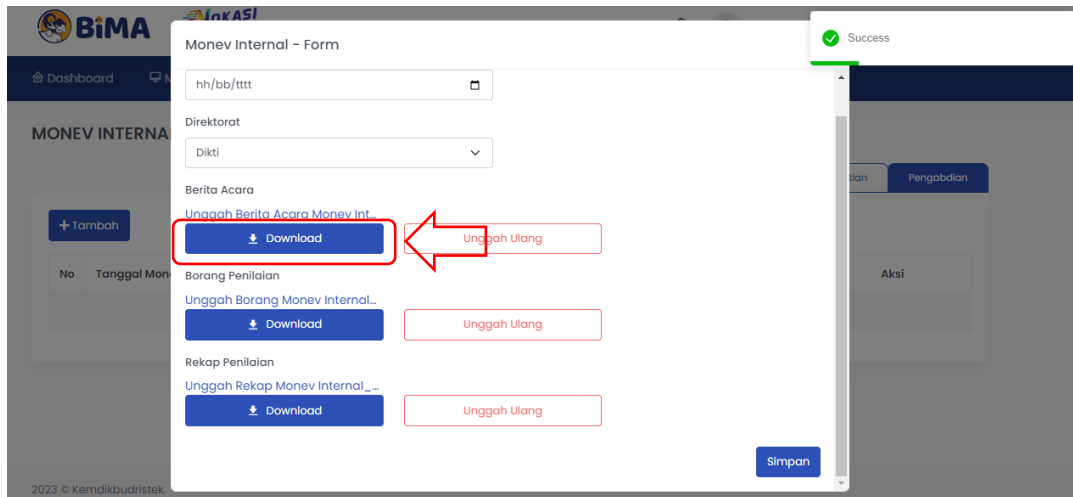 BiMA
Monev Internal - Form
Success
Dashboard
hh/bb/tttt
Direktorat
MONEV INTERNA
Dikti
Pengabdian
Berita Acara
Unggah Berita Acara Monev Int...
+ Tambah
Download
Unggah Ulang
No
Tanggal Mon
Aksi
Borang Penilaian
Unggah Borang Monev Internal...
Download
Unggah Ulang
Rekap Penilaian
Unggah Rekap Monev Internal_...
Download
Unggah Ulang
Simpan
2023 © Kemdikbudristek.